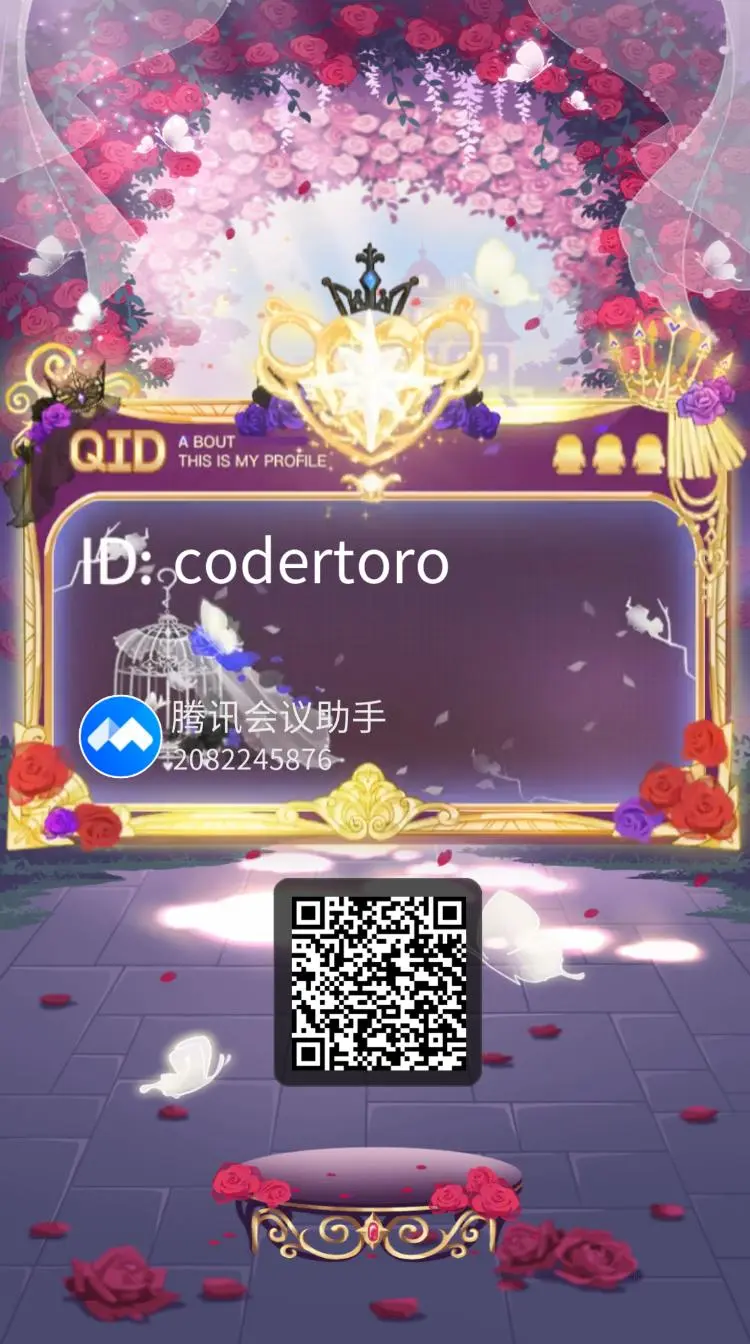 QID
A BOUT
THIS IS MY PROFILE
ID: codertoro
腾讯会议助手
2082245876